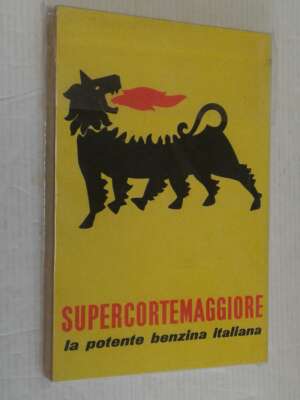 SUPERCORTEMAGGIORE
la potente benzina italiana